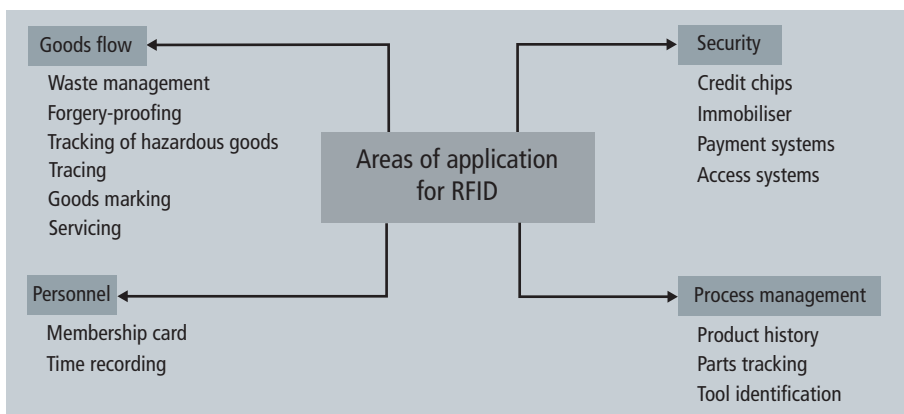 Goods flow
Waste management
Forgery-proofing
Tracking of hazardous goods
Tracing
Goods marking
Servicing
Security
Credit chips
Immobiliser
Payment systems
Access systems
Areas of application
for RFID
Personnel
Membership card
Time recording
Process management
Product history
Parts tracking
Tool identification